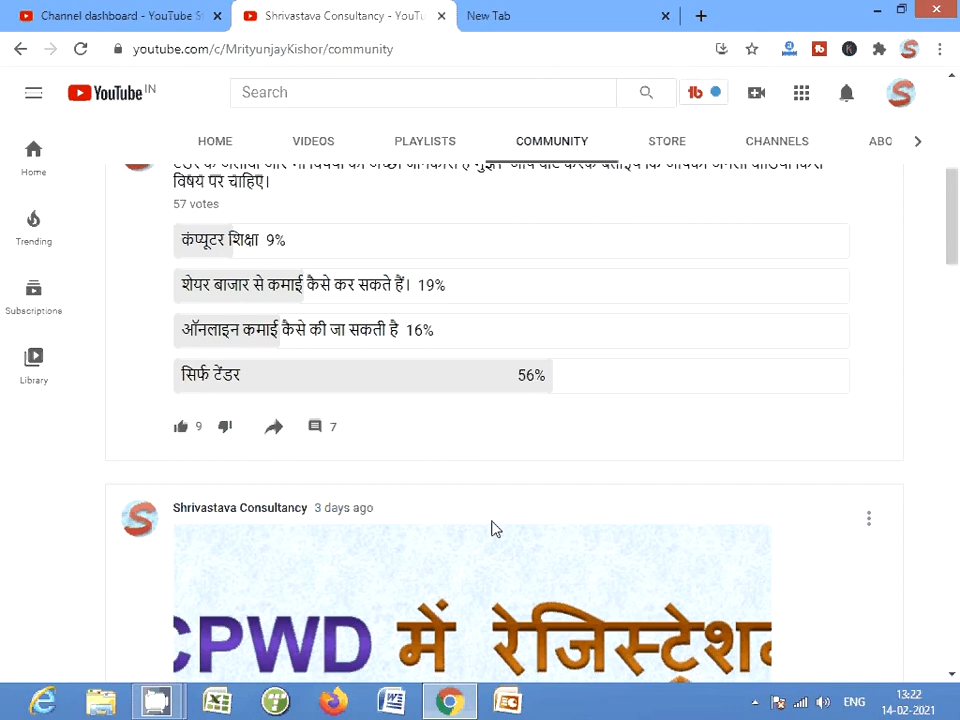 Channel dashboard - YouTube St
Shrivastava Consultancy - YouTu
New Tab
youtube.com/c/MrityunjayKishor/community
YouTube IN
Search
HOME VIDEOS PLAYLISTS COMMUNITY STORE CHANNELS ABO
Home
Trending
Subscriptions
Library
विषय पर चाहिए।
57 votes
कंप्यूटर शिक्षा 9%
शेयर बाजार से कमाई कैसे कर सकते हैं। 19%
ऑनलाइन कमाई कैसे की जा सकती है 16%
सिर्फ टेंडर 56%
9 7
Shrivastava Consultancy 3 days ago
CPWD में रेजिस्ट्रेशन
ENG
13:22
14-02-2021